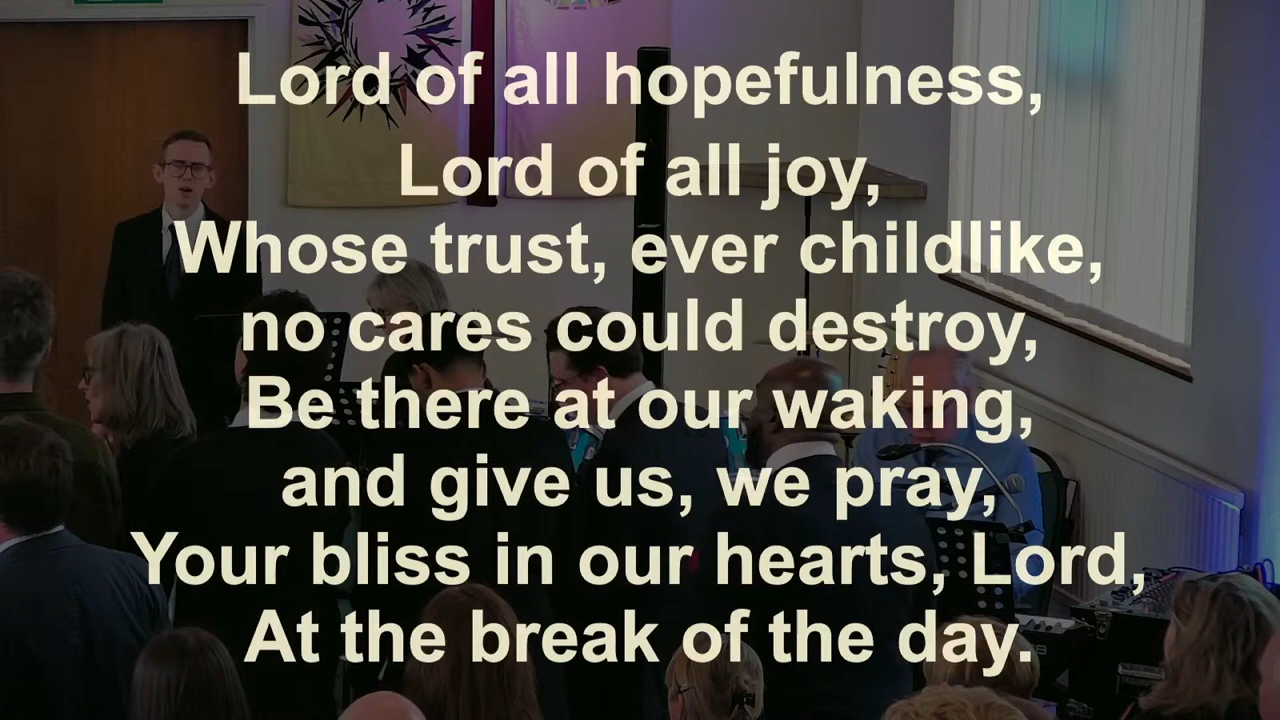 Lord of all hopefulness,
Lord of all joy,
Whose trust, ever childlike,
no cares could destroy,
Be there at our waking,
and give us, we pray,
Your bliss in our hearts, Lord,
At the break of the day.